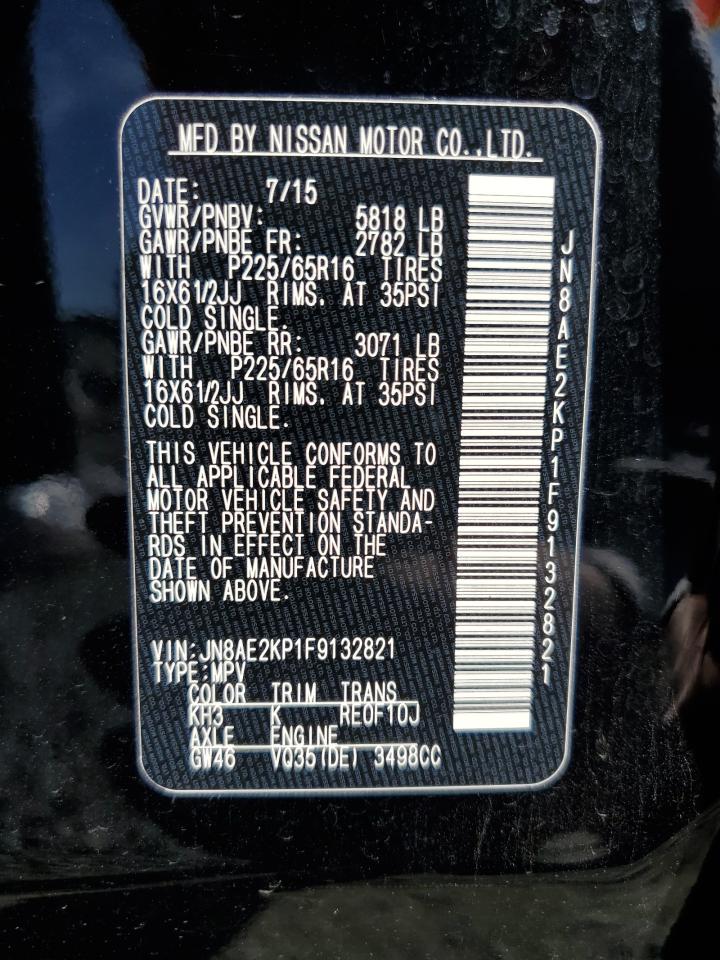 MFD BY NISSAN MOTOR CO.,LTD.
DATE: 7/15
GVWR/PNBV: 5818 LB
GAWR/PNBE FR: 2782 LB
WITH P225/65R16 TIRES
16X61/2JJ RIMS. AT 35PSI
COLD SINGLE.
GAWR/PNBE RR: 3071 LB
WITH P225/65R16 TIRES
16X61/2JJ RIMS. AT 35PSI
COLD SINGLE.
THIS VEHICLE CONFORMS TO
ALL APPLICABLE FEDERAL
MOTOR VEHICLE SAFETY AND
THEFT PREVENTION STANDA-
RDS IN EFFECT ON THE
DATE OF MANUFACTURE
SHOWN ABOVE.
VIN:JN8AE2KP1F9132821
TYPE:MPV
COLOR TRIM TRANS
KH3 K RE0F10J
AXLE ENGINE
GW46 VQ35(DE) 3498CC
JN8AE2KP1F9132821